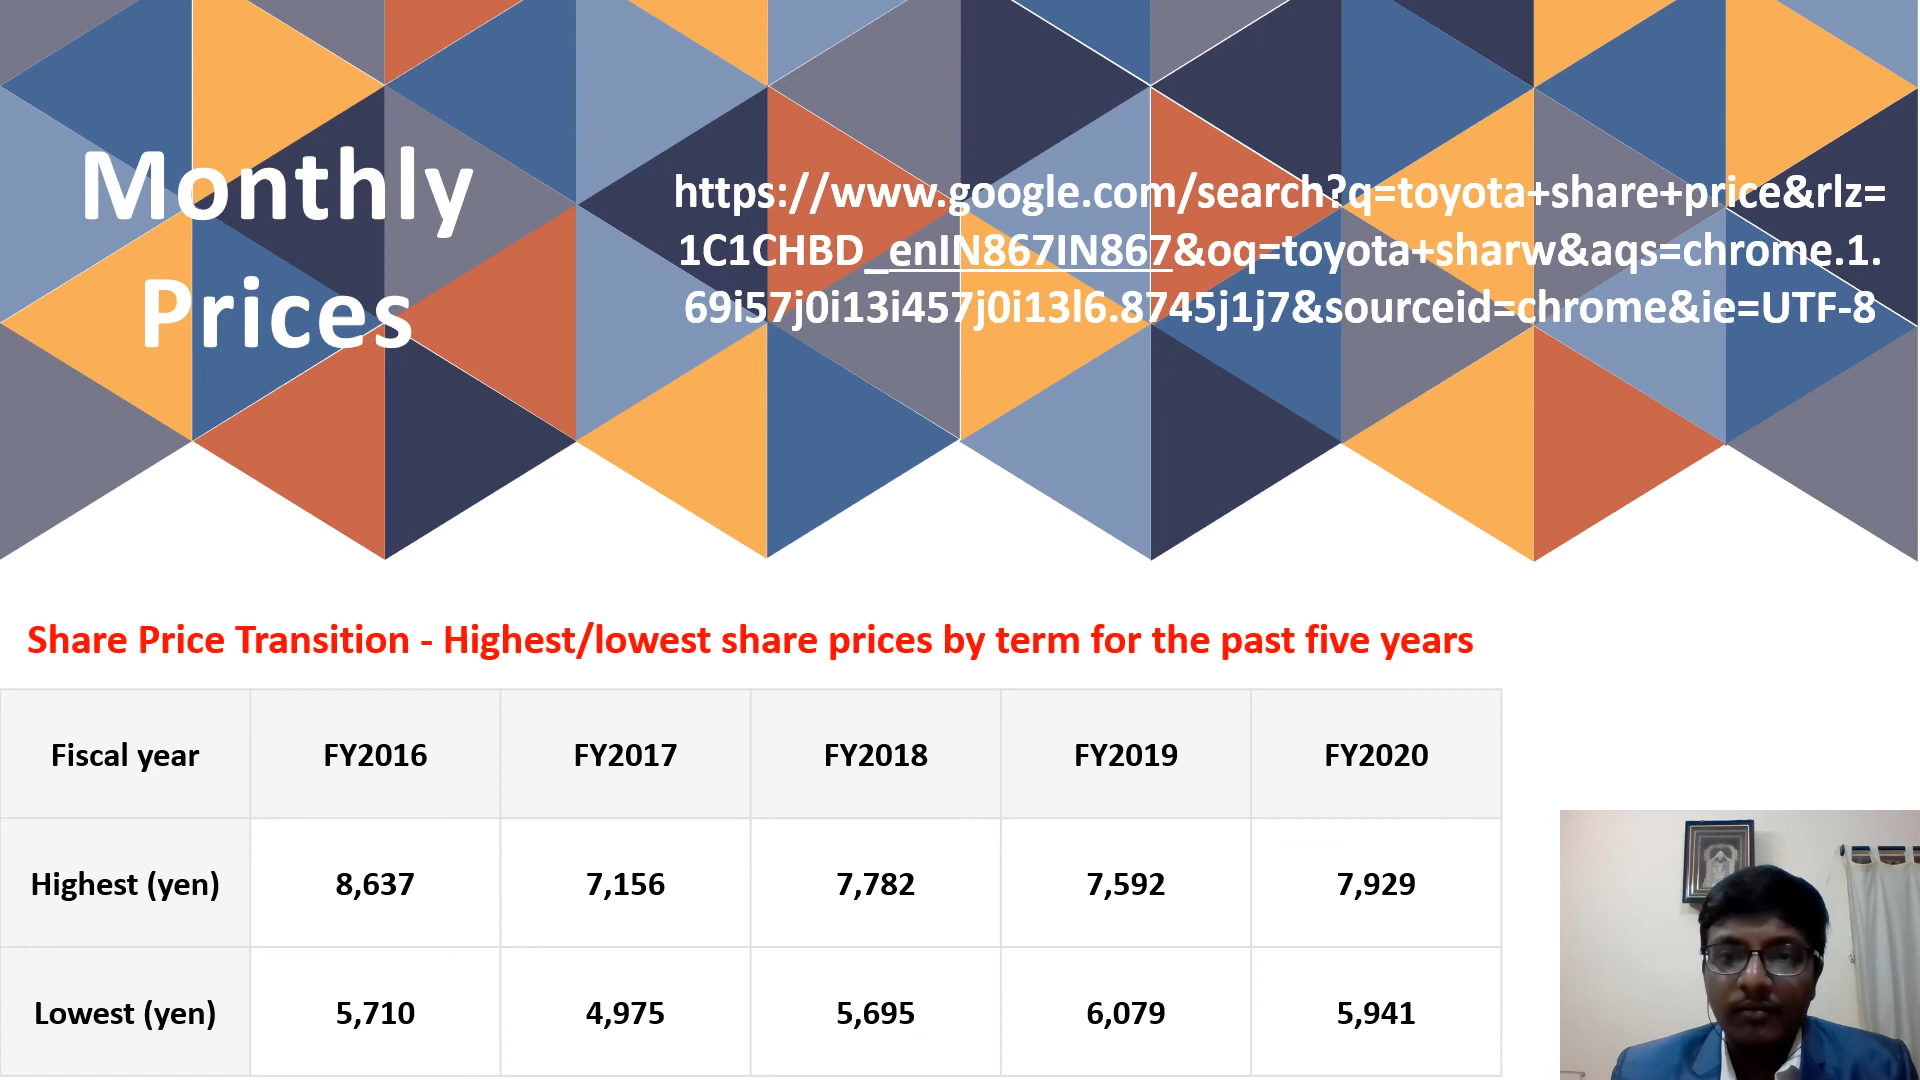 Monthly
Prices
https://www.google.com/search?q=toyota+share+price&rlz=
1C1CHBD_enIN867IN867&oq=toyota+sharw&aqs=chrome.1.
69i57j0i13i457j0i13l6.8745j1j7&sourceid=chrome&ie=UTF-8
Share Price Transition - Highest/lowest share prices by term for the past five years
Fiscal year FY2016 FY2017 FY2018 FY2019 FY2020
Highest (yen) 8,637 7,156 7,782 7,592 7,929
Lowest (yen) 5,710 4,975 5,695 6,079 5,941